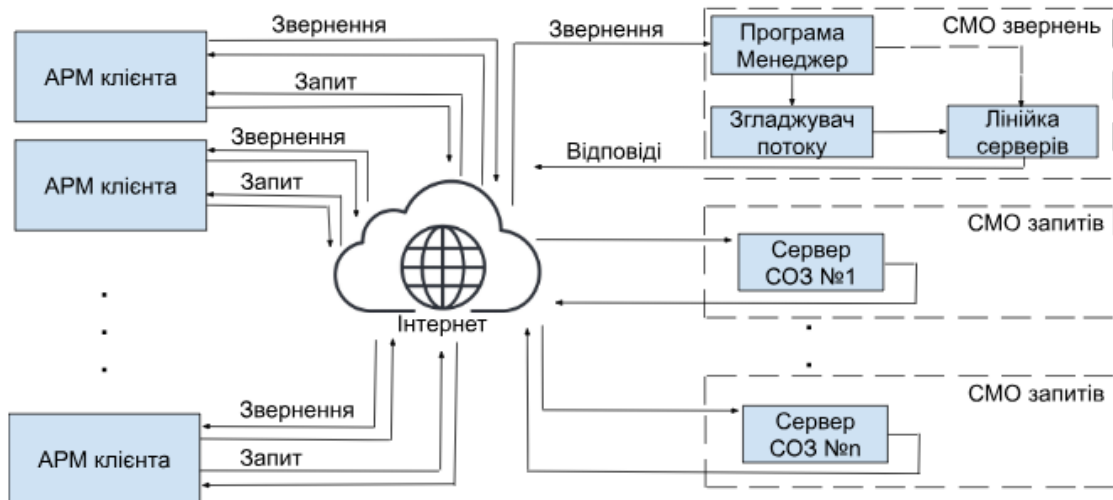 Звернення
АРМ клієнта
Запит
Звернення
АРМ клієнта
Запит
Звернення
АРМ клієнта
Запит
Інтернет
Звернення
Відповіді
СМО звернень
Програма
Менеджер
Згладжувач
потоку
Лінійка
серверів
СМО запитів
Сервер
СОЗ №1
СМО запитів
Сервер
СОЗ №n